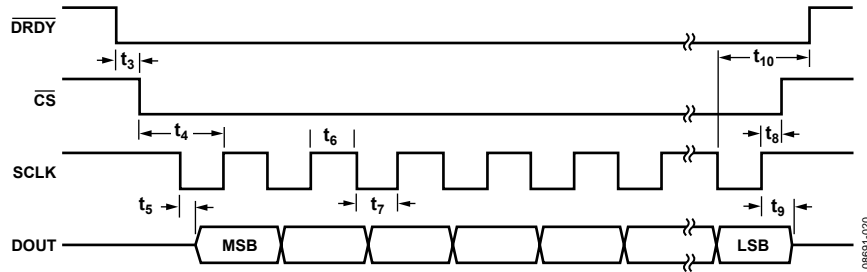 DRDY
t3
t10
CS
t4
t6
t8
SCLK
t5
t7
t9
DOUT
MSB
LSB
08691-020